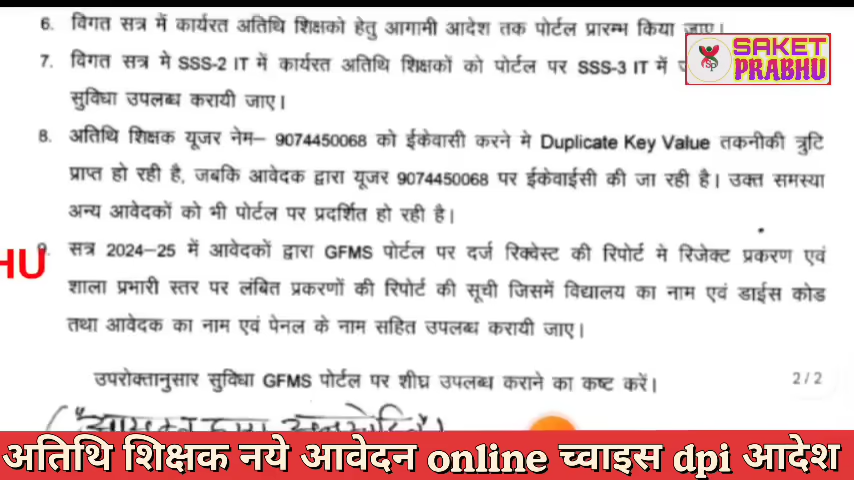 6. विगत सत्र में कार्यरत अतिथि शिक्षको हेतु आगामी आदेश तक पोर्टल प्रारम्भ किया जाए।
SAKET
PRABHU
SP
7. विगत सत्र मे SSS-2 IT में कार्यरत अतिथि शिक्षकों को पोर्टल पर SSS-3 IT में
सुविधा उपलब्ध करायी जाए।
8. अतिथि शिक्षक यूजर नेम– 9074450068 को ईकेवासी करने मे Duplicate Key Value तकनीकी त्रुटि
प्राप्त हो रही है, जबकि आवेदक द्वारा यूजर 9074450068 पर ईकेवाईसी की जा रही है। उक्त समस्या
अन्य आवेदकों को भी पोर्टल पर प्रदर्शित हो रही है।
HU
9. सत्र 2024–25 में आवेदकों द्वारा GFMS पोर्टल पर दर्ज रिक्वेस्ट की रिपोर्ट मे रिजेक्ट प्रकरण एवं
शाला प्रभारी स्तर पर लंबित प्रकरणों की रिपोर्ट की सूची जिसमें विद्यालय का नाम एवं डाईस कोड
तथा आवेदक का नाम एवं पेनल के नाम सहित उपलब्ध करायी जाए।
उपरोक्तानुसार सुविधा GFMS पोर्टल पर शीघ्र उपलब्ध कराने का कष्ट करें।
2/2
अतिथि शिक्षक नये आवेदन online च्वाइस dpi आदेश